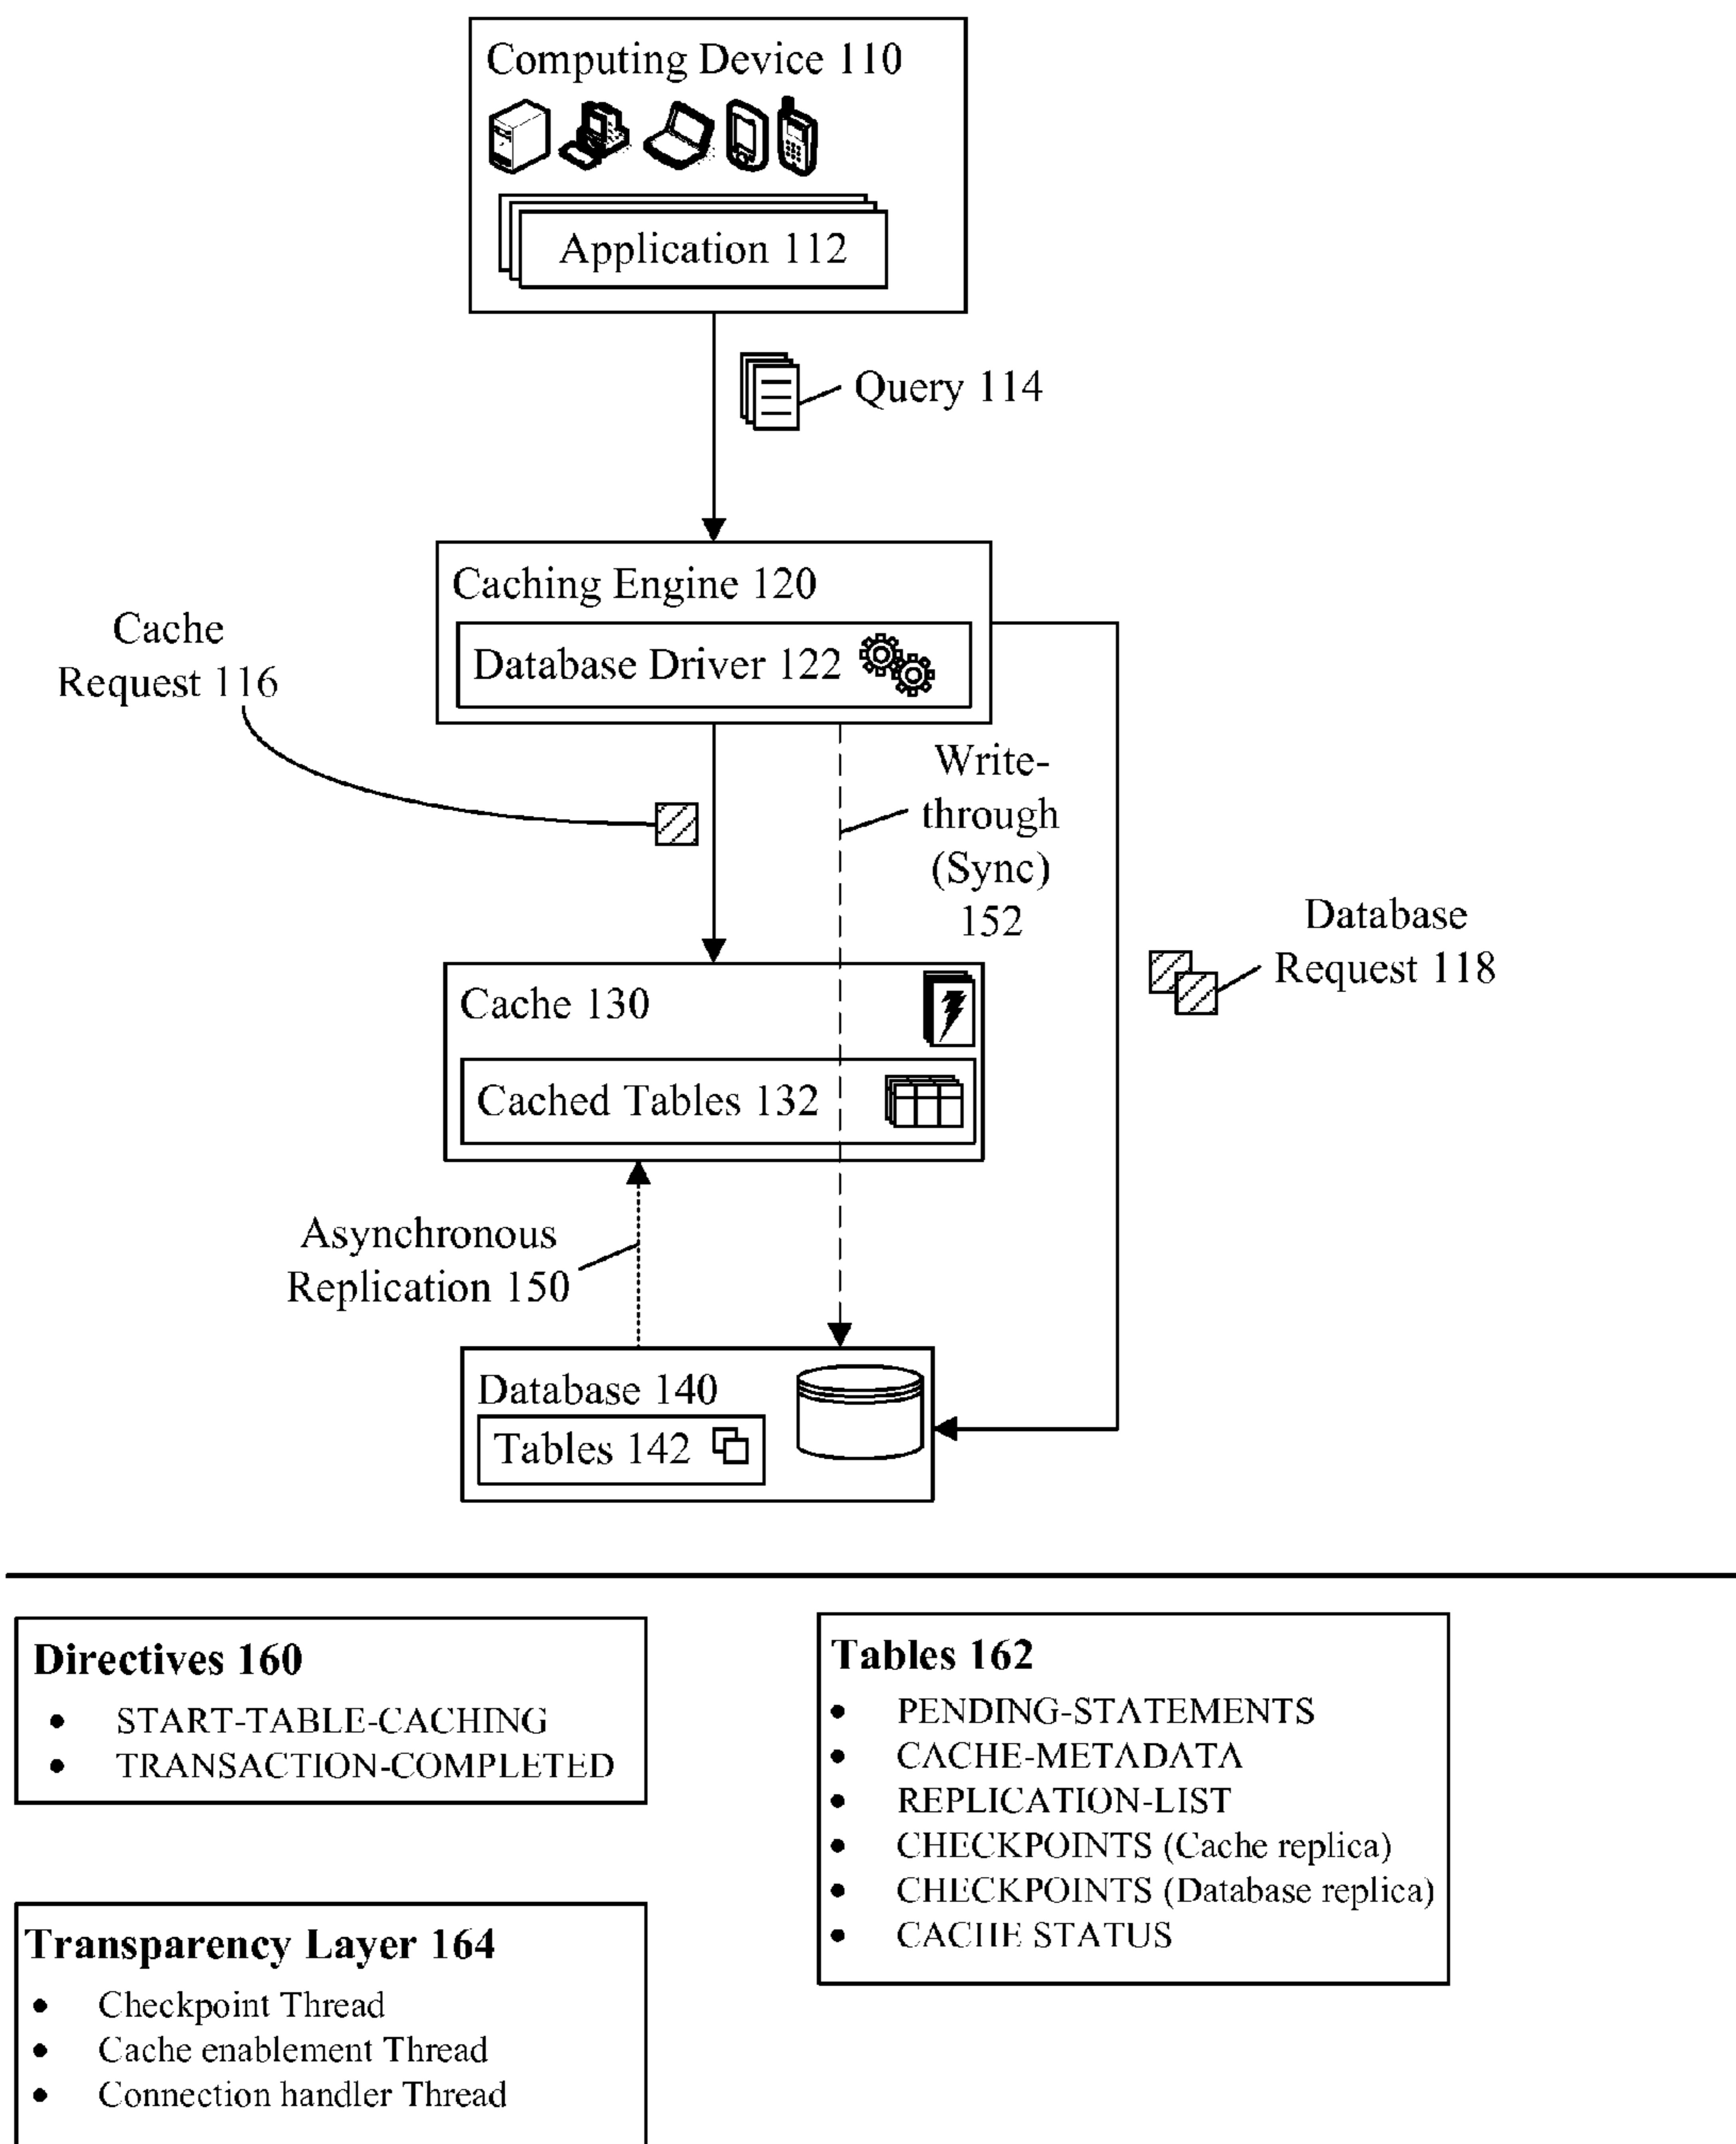 Computing Device 110
Application 112
Query 114
Caching Engine 120
Database Driver 122
Cache
Request 116
Write-
through
(Sync)
152
Database
Request 118
Cache 130
Cached Tables 132
Asynchronous
Replication 150
Database 140
Tables 142
Directives 160
• START-TABLE-CACHING
• TRANSACTION-COMPLETED
Tables 162
• PENDING-STATEMENTS
• CACHE-METADATA
• REPLICATION-LIST
• CHECKPOINTS (Cache replica)
• CHECKPOINTS (Database replica)
• CACHE STATUS
Transparency Layer 164
• Checkpoint Thread
• Cache enablement Thread
• Connection handler Thread